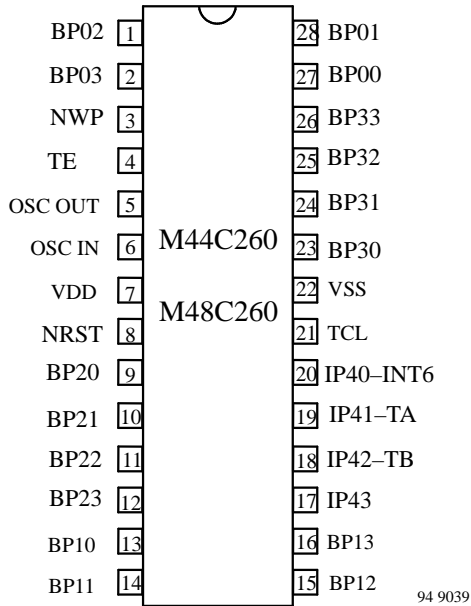 BP02 1 28 BP01
BP03 2 27 BP00
NWP 3 26 BP33
TE 4 25 BP32
OSC OUT 5 24 BP31
OSC IN 6 M44C260 23 BP30
VDD 7 22 VSS
M48C260
NRST 8 21 TCL
BP20 9 20 IP40–INT6
BP21 10 19 IP41–TA
BP22 11 18 IP42–TB
BP23 12 17 IP43
BP10 13 16 BP13
BP11 14 15 BP12
94 9039